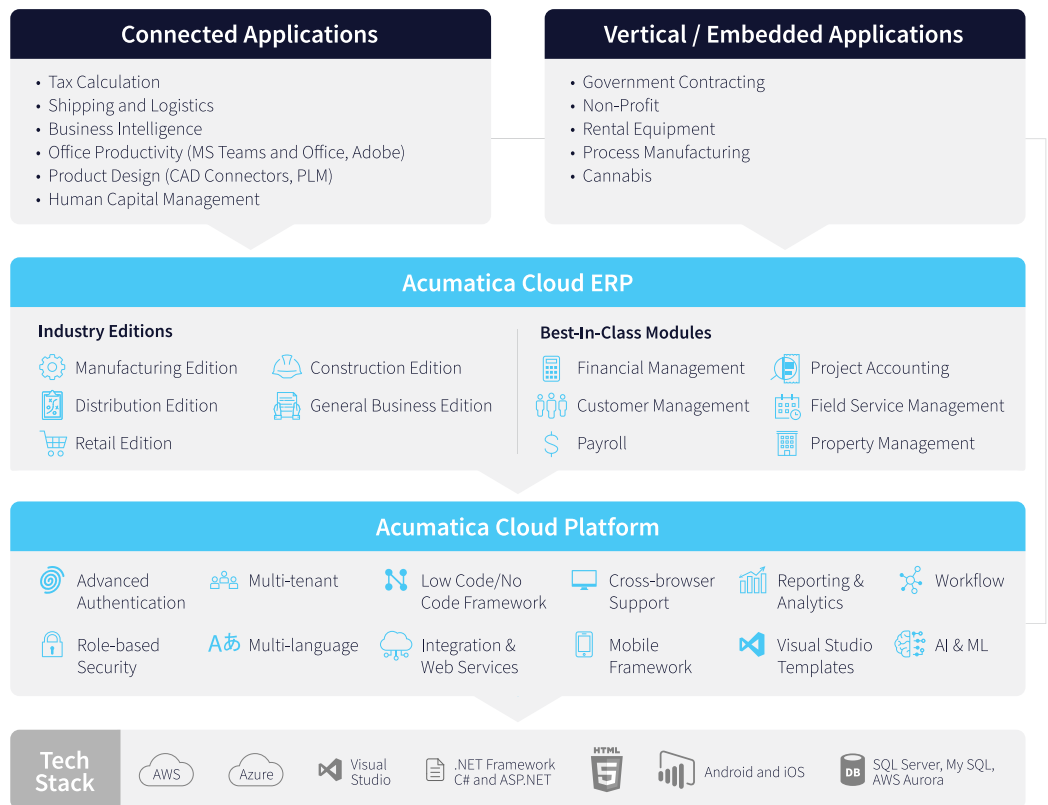 Connected Applications
• Tax Calculation
• Shipping and Logistics
• Business Intelligence
• Office Productivity (MS Teams and Office, Adobe)
• Product Design (CAD Connectors, PLM)
• Human Capital Management
Vertical / Embedded Applications
• Government Contracting
• Non-Profit
• Rental Equipment
• Process Manufacturing
• Cannabis
Acumatica Cloud ERP
Industry Editions
Manufacturing Edition
Construction Edition
Distribution Edition
General Business Edition
Retail Edition
Best-In-Class Modules
Financial Management
Project Accounting
Customer Management
Field Service Management
$
Payroll
Property Management
Acumatica Cloud Platform
Advanced
Authentication
Multi-tenant
Low Code/No
Code Framework
Cross-browser
Support
Reporting &
Analytics
Workflow
Role-based
Security
Aあ
Multi-language
Integration &
Web Services
Mobile
Framework
Visual Studio
Templates
AI & ML
Tech
Stack
AWS
Azure
Visual
Studio
.NET Framework
C# and ASP.NET
HTML
5
Android and iOS
DB
SQL Server, My SQL,
AWS Aurora